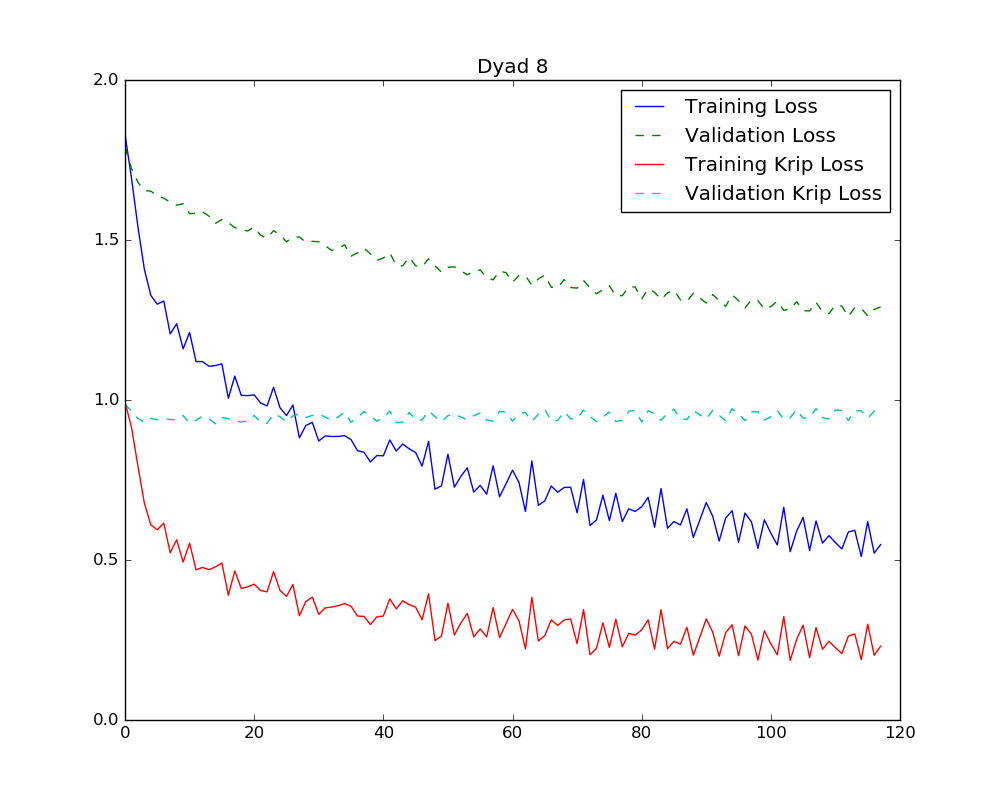 Dyad 8
2.0
1.5
1.0
0.5
0.0
0 20 40 60 80 100 120
Training Loss
Validation Loss
Training Krip Loss
Validation Krip Loss